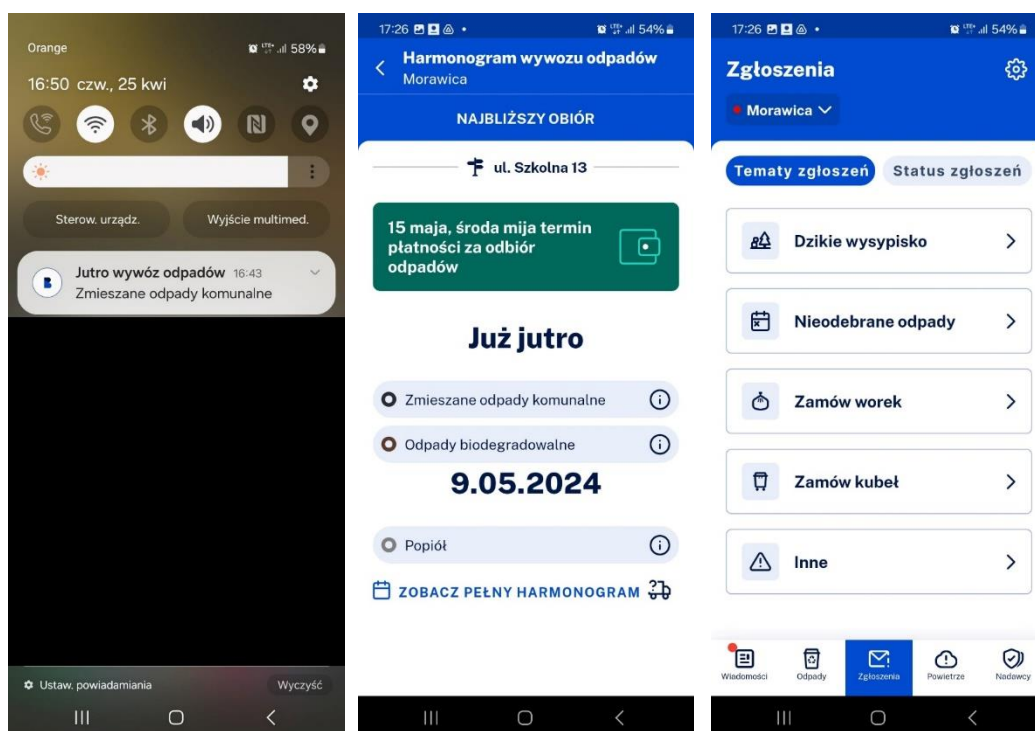 Orange
LTE+ 58%
16:50 czw., 25 kwi
Sterow. urządz.
Wyjście multimed.
B
Jutro wywóz odpadów 16:43
Zmieszane odpady komunalne
Ustaw. powiadamiania
Wyczyść
17:26
LTE+ 54%
Harmonogram wywozu odpadów
Morawica
NAJBLIŻSZY OBIÓR
ul. Szkolna 13
15 maja, środa mija termin
płatności za odbiór
odpadów
Już jutro
Zmieszane odpady komunalne
Odpady biodegradowalne
9.05.2024
Popiół
ZOBACZ PEŁNY HARMONOGRAM
17:26
LTE+ 54%
Zgłoszenia
Morawica
Tematy zgłoszeń
Status zgłoszeń
Dzikie wysypisko
Nieodebrane odpady
Zamów worek
Zamów kubeł
Inne
Wiadomości
Odpady
Zgłoszenia
Powietrze
Nadawcy